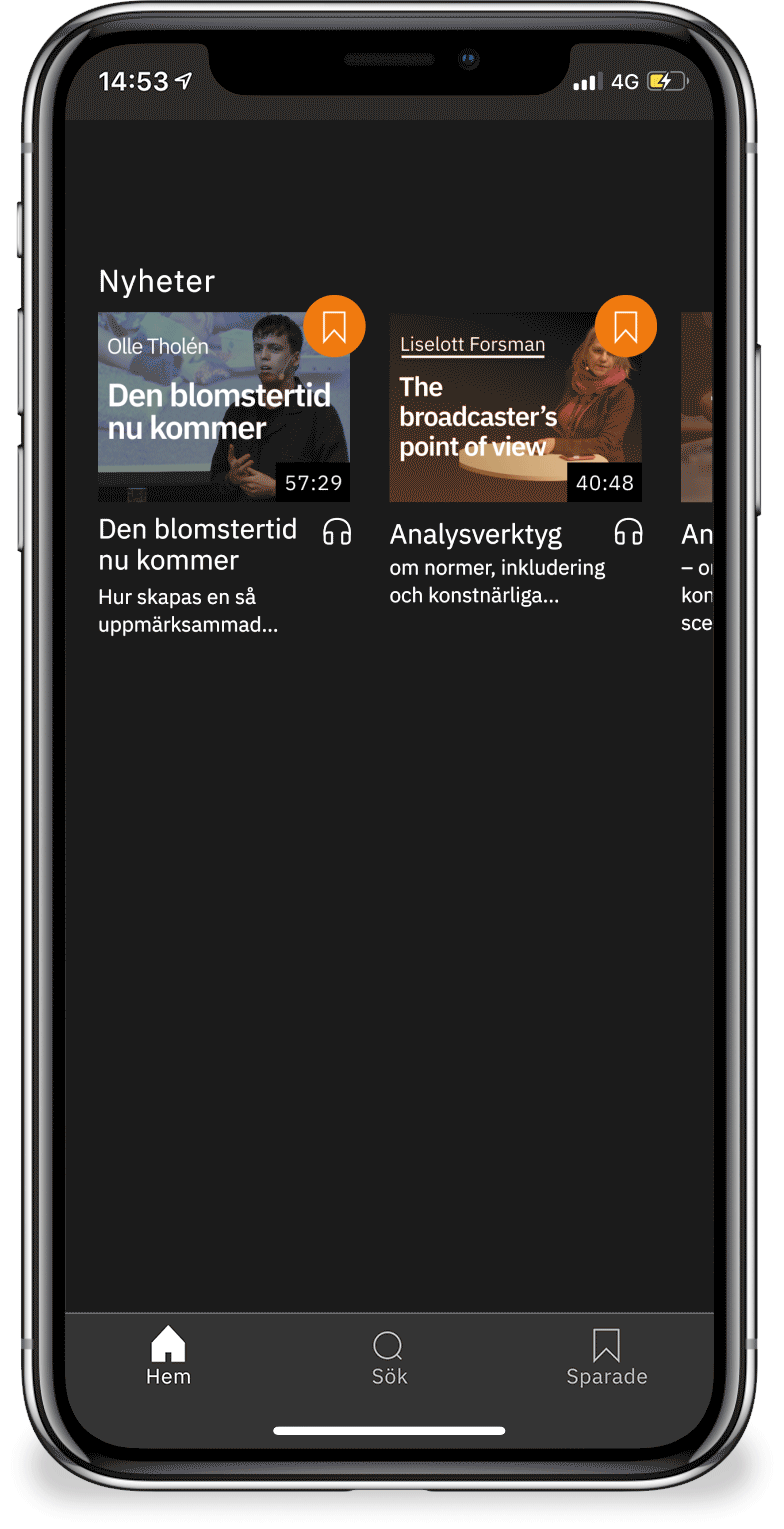 14:53
4G
Nyheter
Olle Tholén
Den blomstertid
nu kommer
57:29
Den blomstertid
nu kommer
Hur skapas en så
uppmärksammad...
Liselott Forsman
The
broadcaster's
point of view
40:48
Analysverktyg
om normer, inkludering
och konstnärliga...
An
kon
sce
Hem
Sök
Sparade